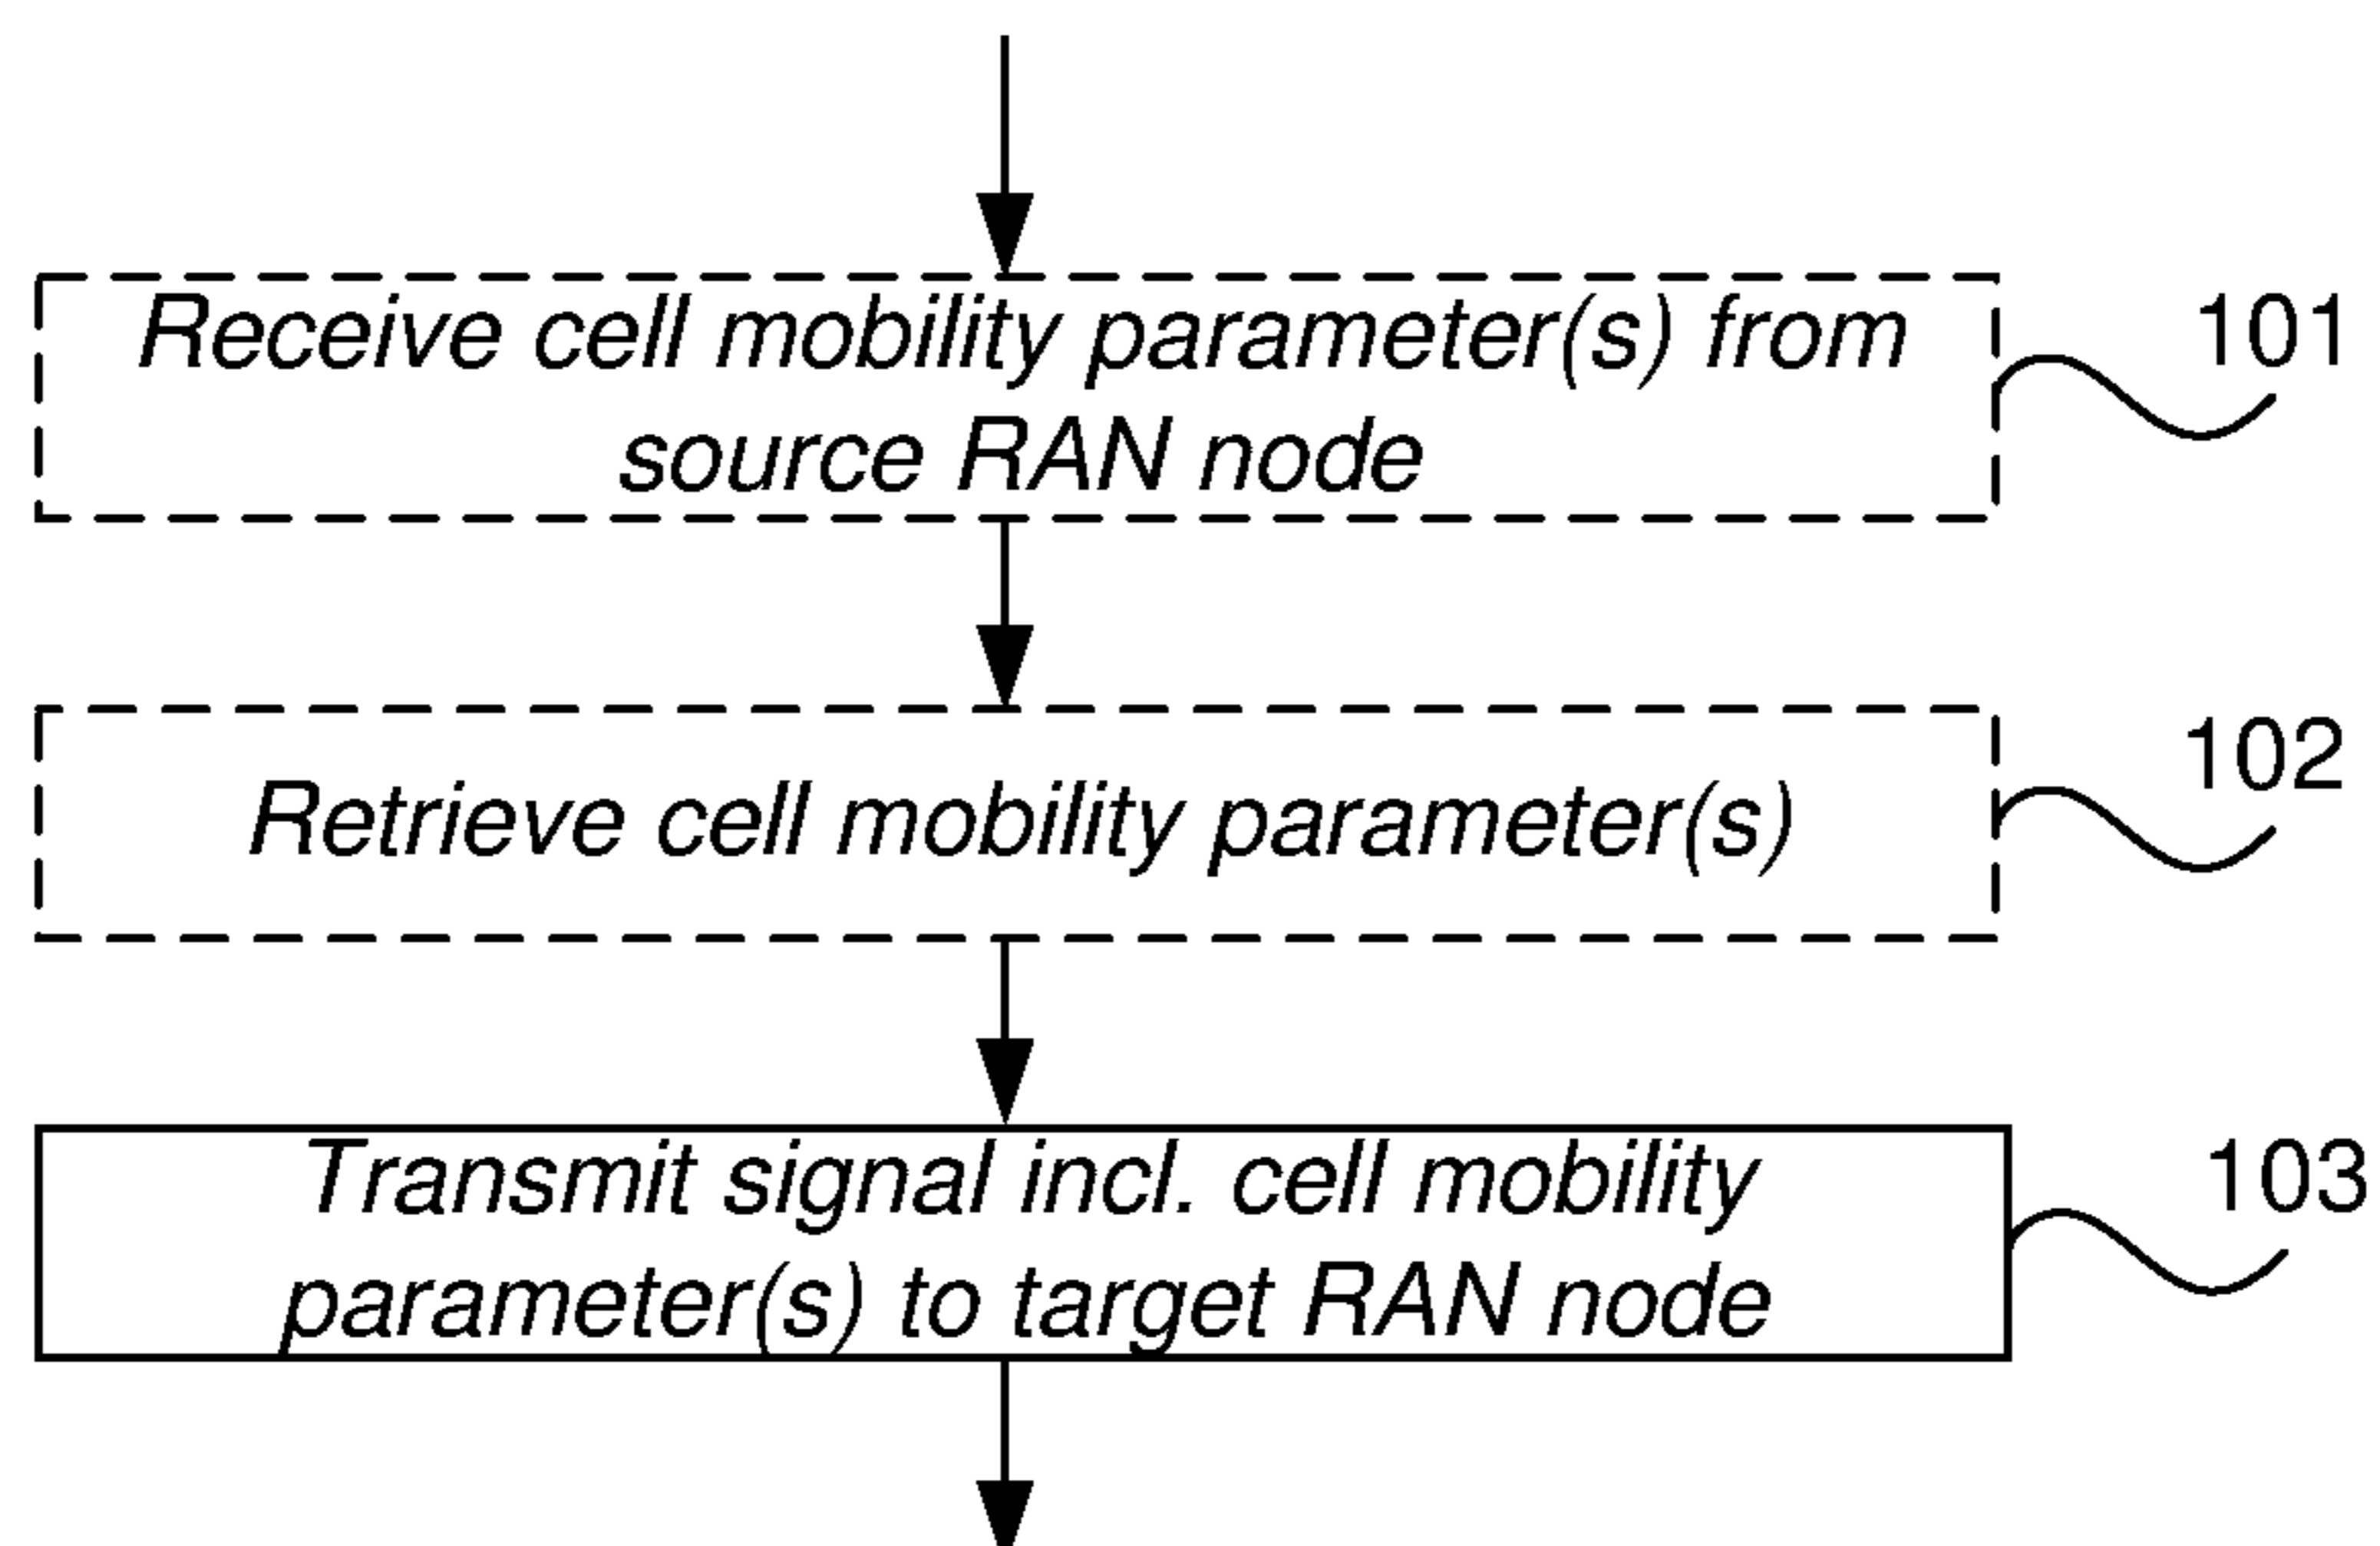 Receive cell mobility parameter(s) from
source RAN node
101
Retrieve cell mobility parameter(s)
102
Transmit signal incl. cell mobility
parameter(s) to target RAN node
103